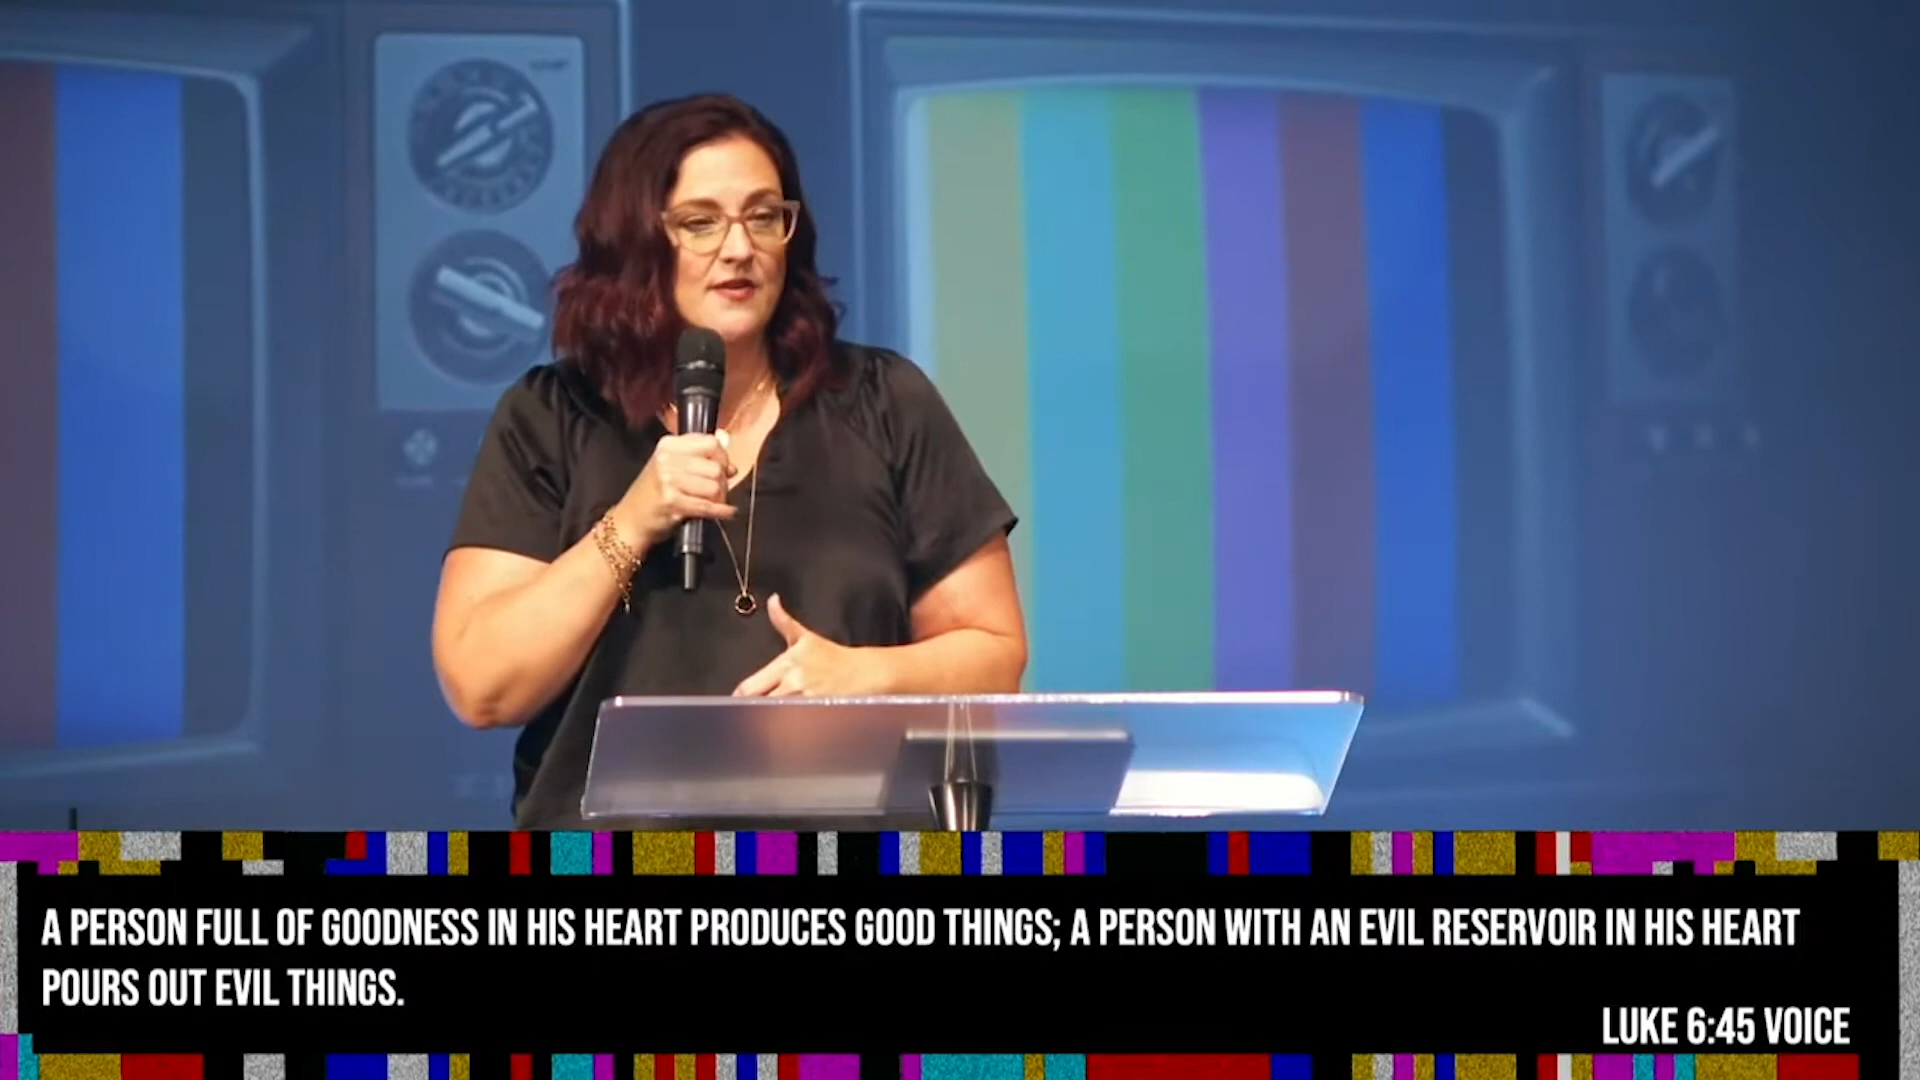 A PERSON FULL OF GOODNESS IN HIS HEART PRODUCES GOOD THINGS; A PERSON WITH AN EVIL RESERVOIR IN HIS HEART
POURS OUT EVIL THINGS.
LUKE 6:45 VOICE